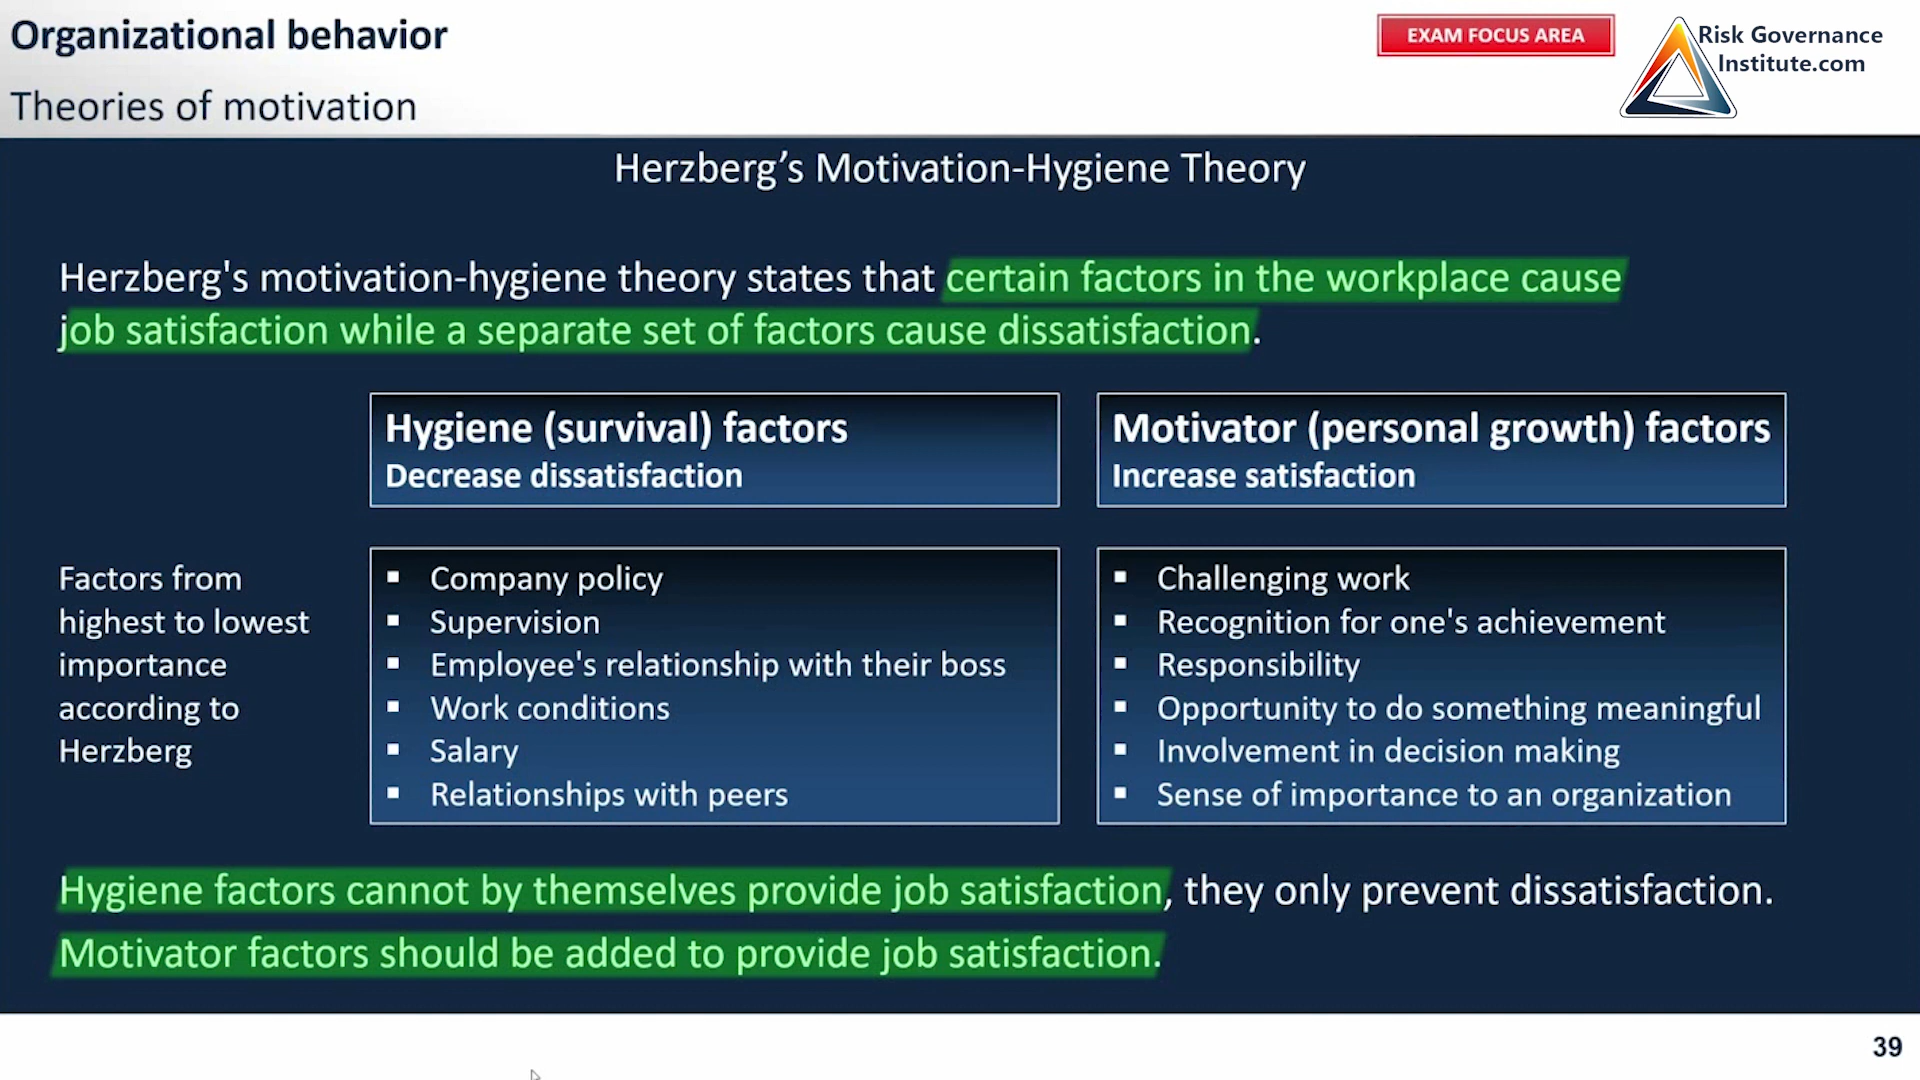 Organizational behavior
EXAM FOCUS AREA
Risk Governance
Institute.com
Theories of motivation
Herzberg’s Motivation-Hygiene Theory
Herzberg's motivation-hygiene theory states that certain factors in the workplace cause
job satisfaction while a separate set of factors cause dissatisfaction.
Hygiene (survival) factors
Decrease dissatisfaction
Motivator (personal growth) factors
Increase satisfaction
Factors from
highest to lowest
importance
according to
Herzberg
▪ Company policy
▪ Supervision
▪ Employee's relationship with their boss
▪ Work conditions
▪ Salary
▪ Relationships with peers
▪ Challenging work
▪ Recognition for one's achievement
▪ Responsibility
▪ Opportunity to do something meaningful
▪ Involvement in decision making
▪ Sense of importance to an organization
Hygiene factors cannot by themselves provide job satisfaction, they only prevent dissatisfaction.
Motivator factors should be added to provide job satisfaction.
39